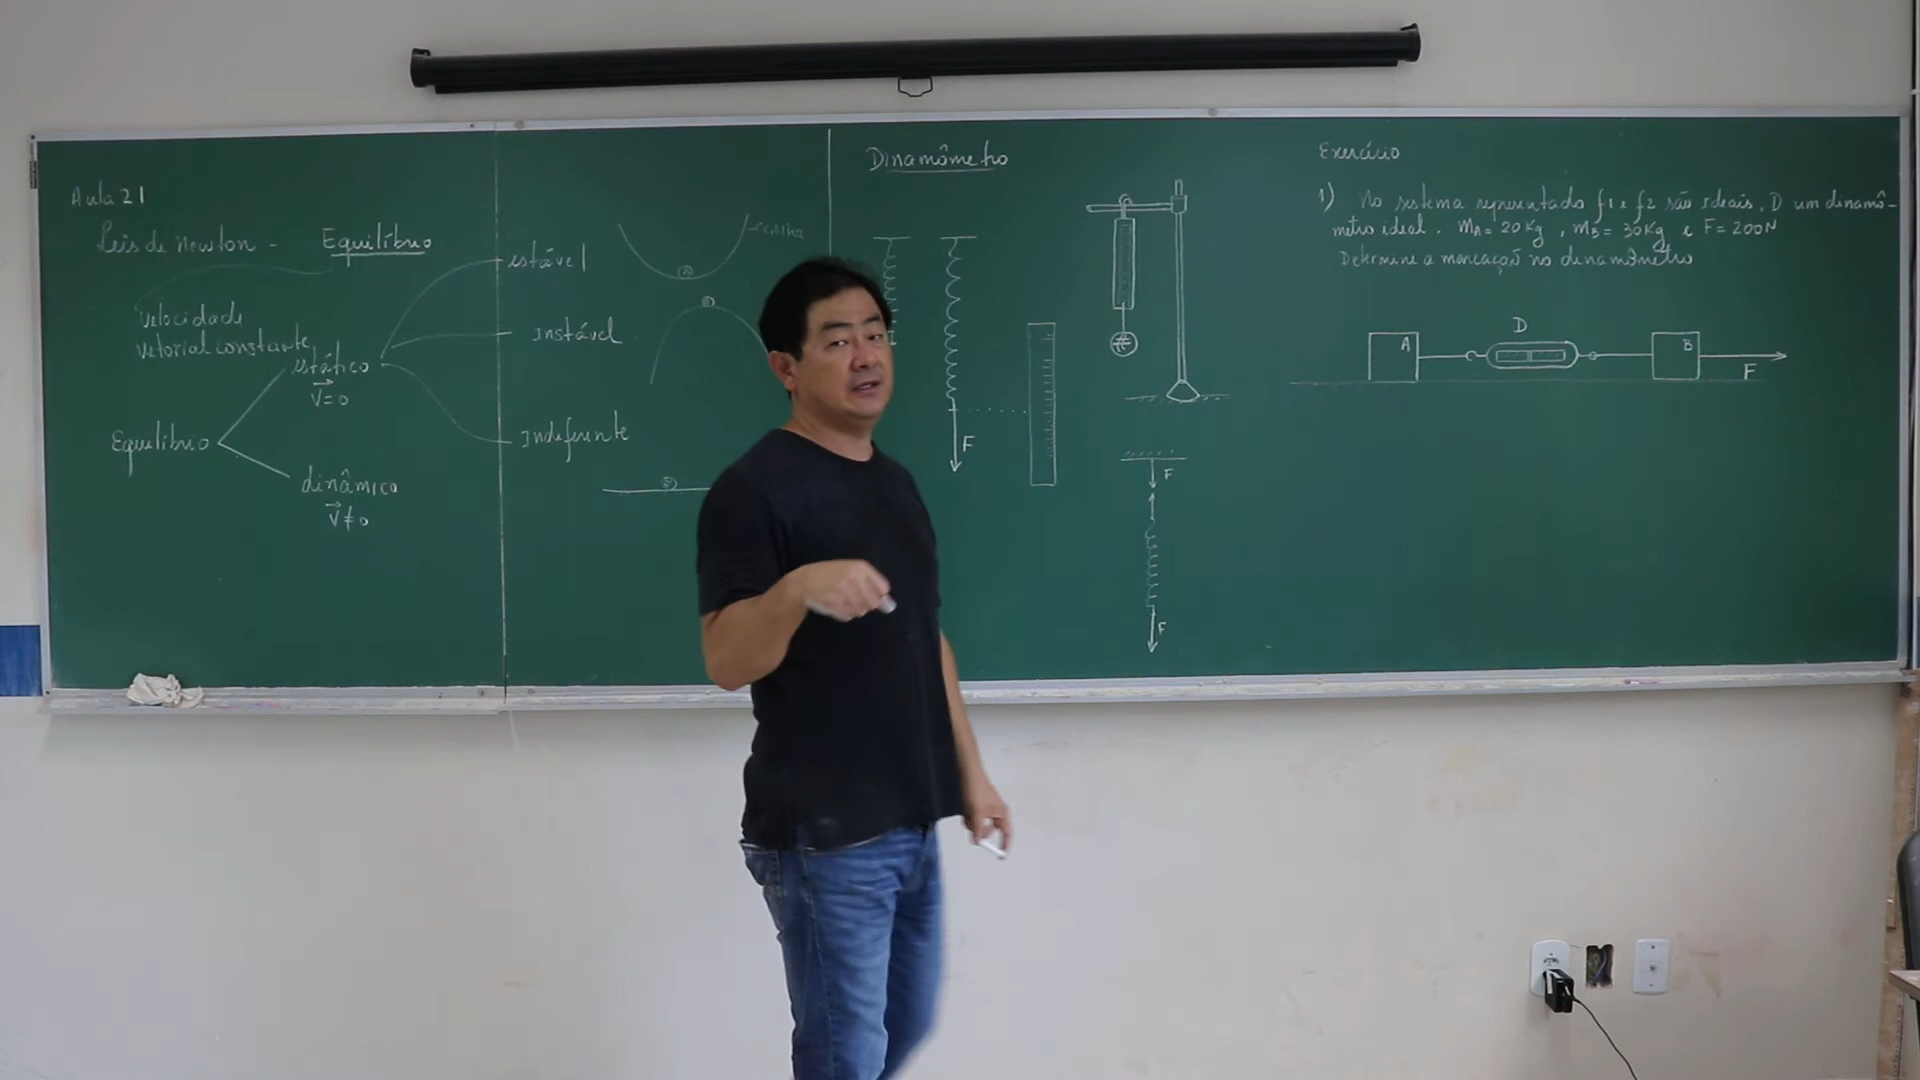 Aula 21
Leis de Newton - Equilíbrio
Velocidade
Vetorial constante
Equilíbrio
estático
V = 0
dinâmico
V ≠ 0
estável
Instável
Indiferente
calha
Dinamômetro
F
F
F
Exercício
1) No sistema representado f1 e f2 são ideais, D um dinamô-
metro ideal. mA = 20 Kg, mB = 30 Kg e F = 200N
Determine a marcação no dinamômetro
A
D
B
F